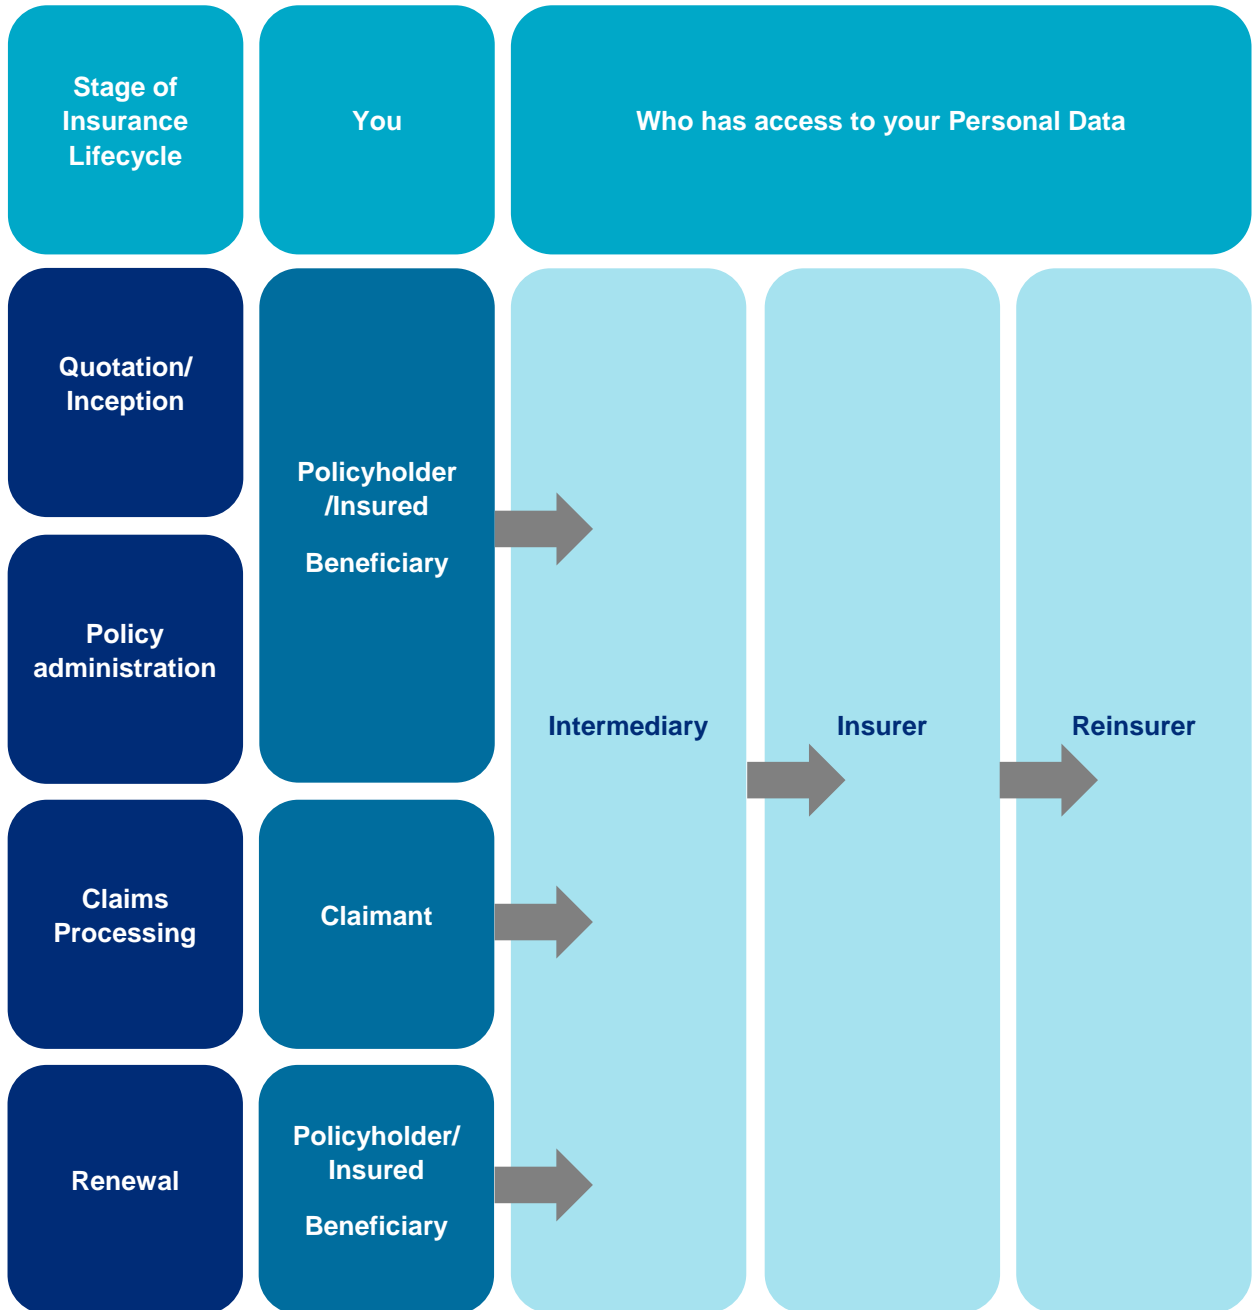 Stage of
Insurance
Lifecycle
You
Who has access to your Personal Data
Quotation/
Inception
Policyholder
/Insured
Beneficiary
Policy
administration
Intermediary
Insurer
Reinsurer
Claims
Processing
Claimant
Renewal
Policyholder/
Insured
Beneficiary